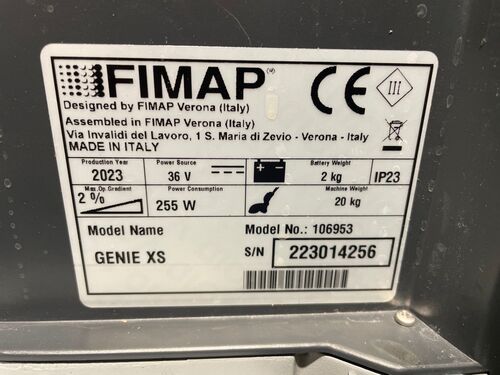 FIMAP
CE
III
Designed by FIMAP Verona (Italy)
Assembled in FIMAP Verona (Italy)
Via Invalidi del Lavoro, 1 S. Maria di Zevio - Verona - Italy
MADE IN ITALY
Production Year Power Source Battery Weight
2023 36 V 2 kg IP23
Max.Op.Gradient Power Consumption Machine Weight
2 % 255 W 20 kg
Model Name Model No.: 106953
GENIE XS S/N 223014256